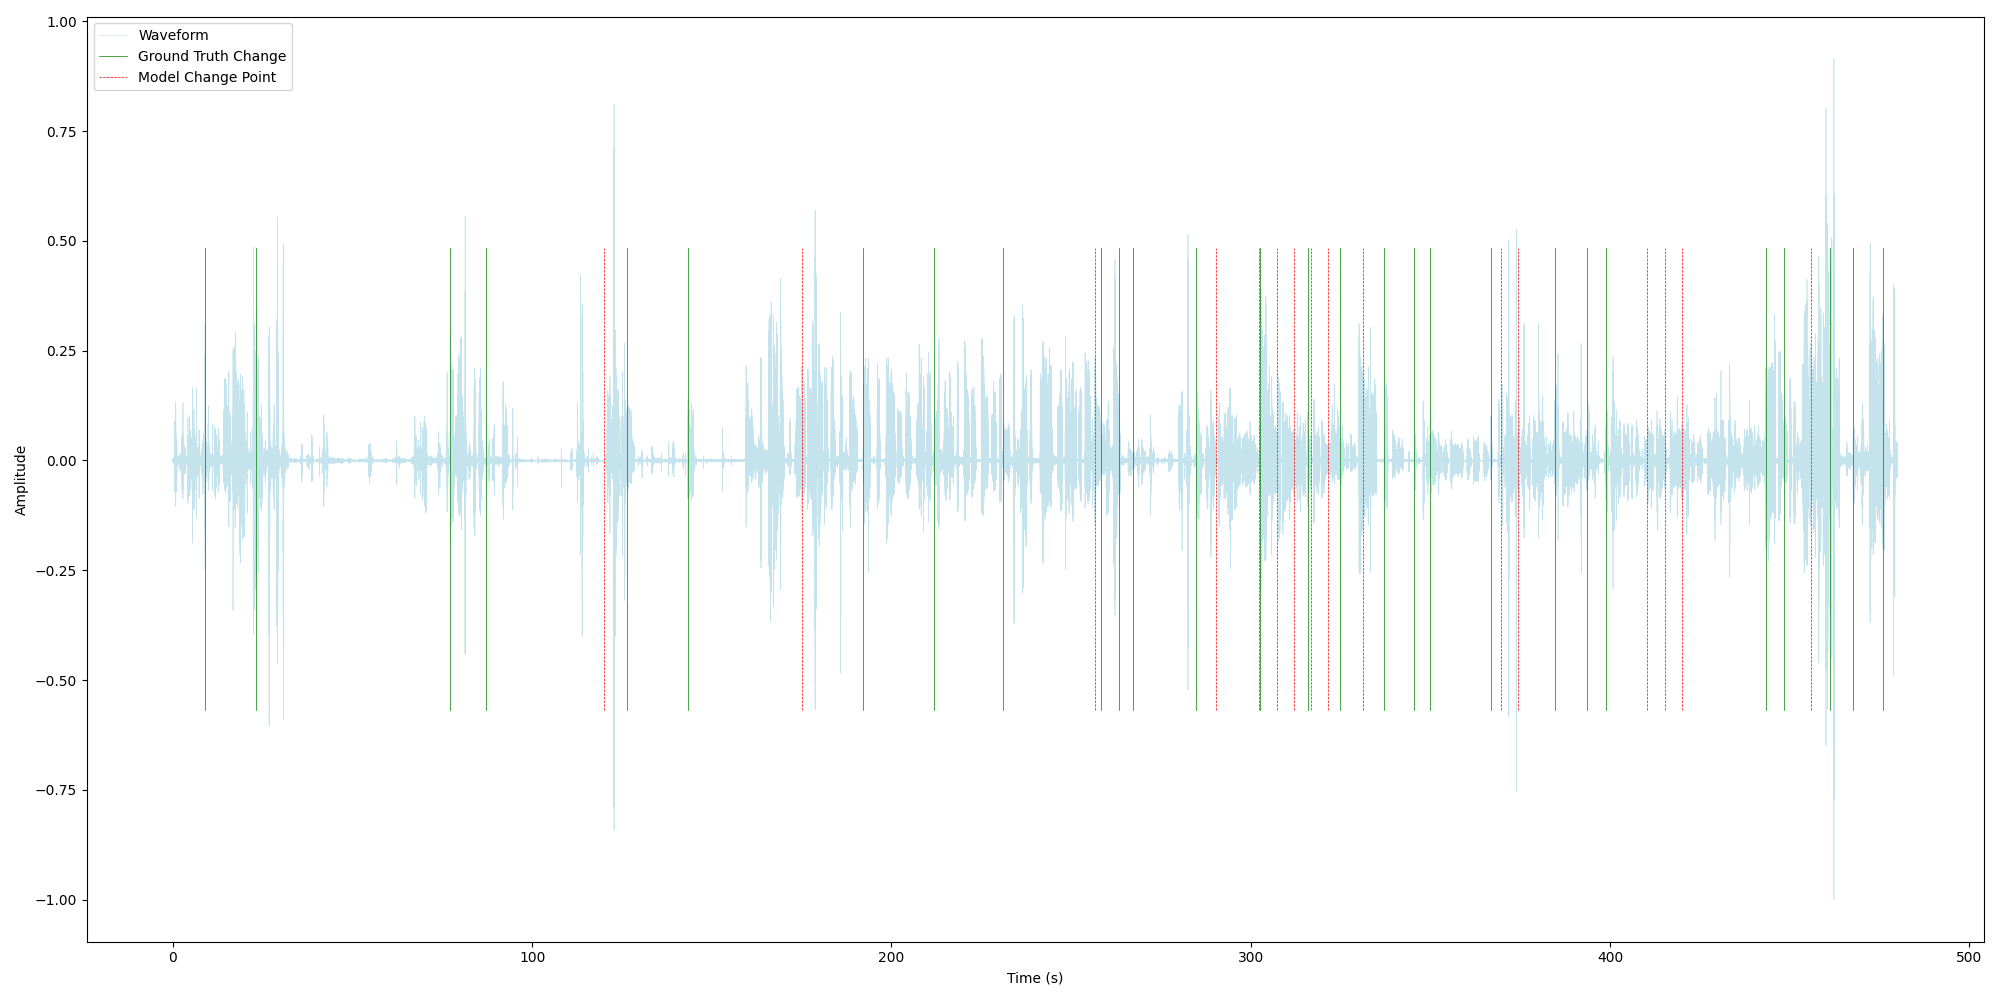 Waveform
Ground Truth Change
Model Change Point
1.00
0.75
0.50
0.25
0.00
−0.25
−0.50
−0.75
−1.00
Amplitude
0 100 200 300 400 500
Time (s)